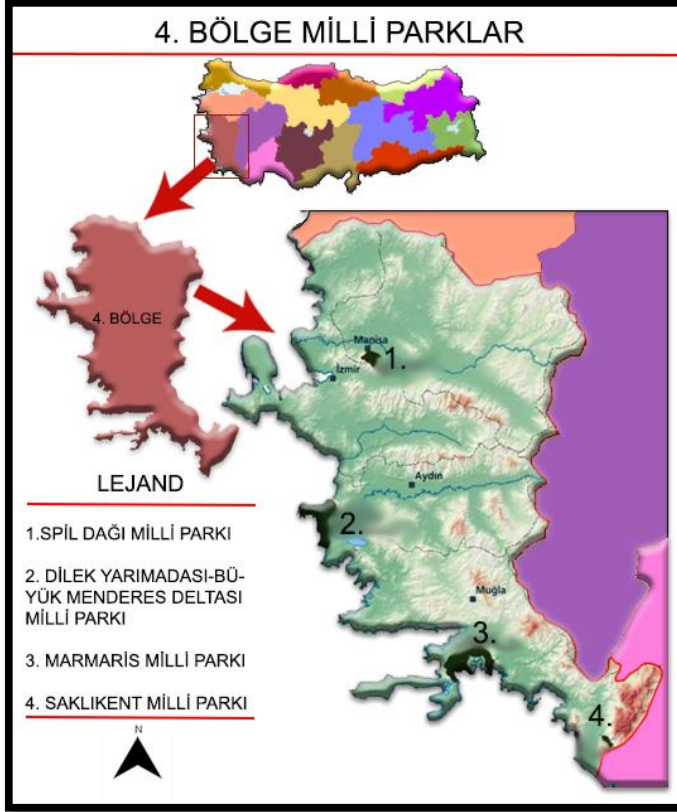 4. BÖLGE MİLLİ PARKLAR
4. BÖLGE
Manisa
1.
İzmir
Aydın
2.
Muğla
3.
4.
LEJAND
1.SPİL DAĞI MİLLİ PARKI
2. DİLEK YARIMADASI-BÜ-
YÜK MENDERES DELTASI
MİLLİ PARKI
3. MARMARİS MİLLİ PARKI
4. SAKLIKENT MİLLİ PARKI
N